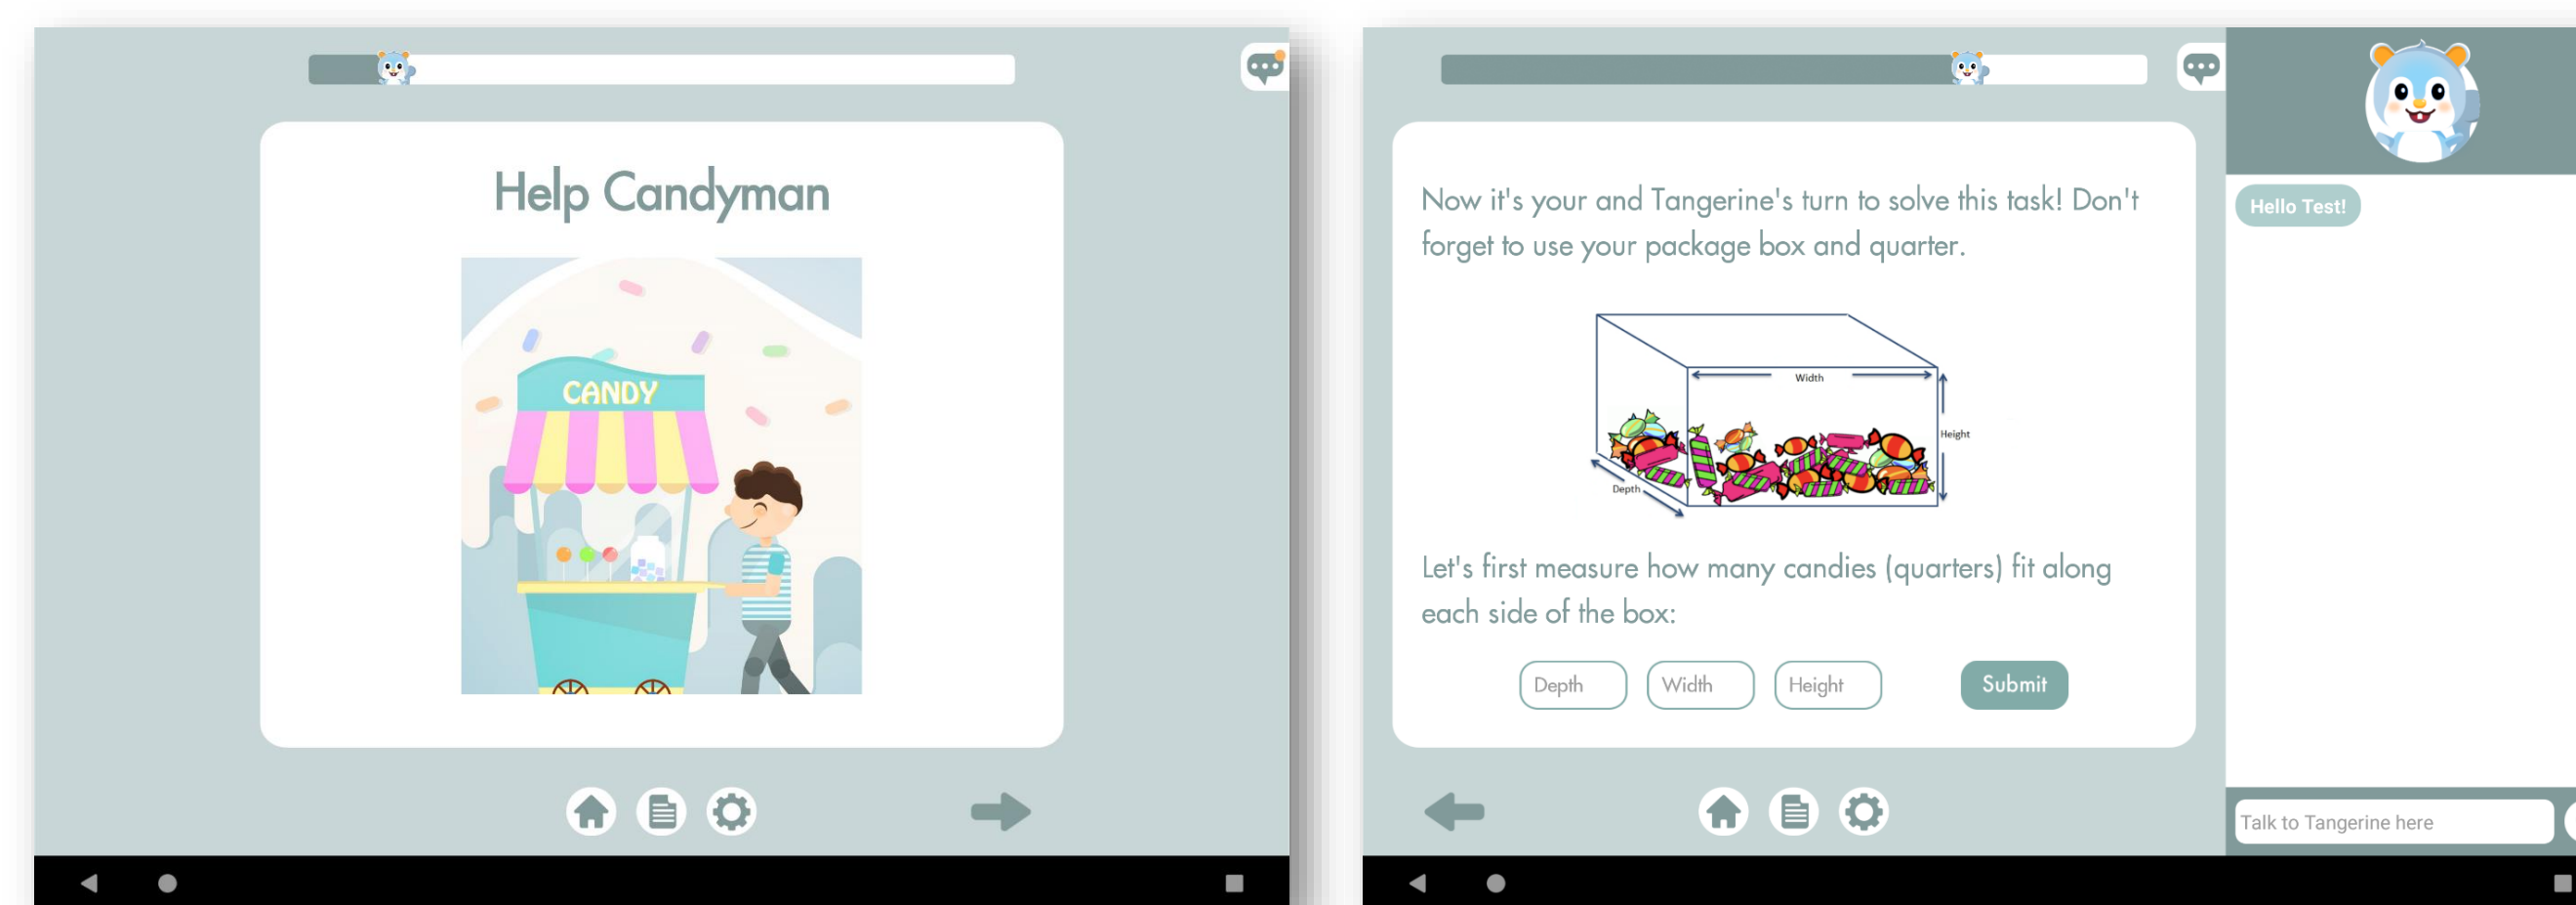 Help Candyman
CANDY
Now it's your and Tangerine's turn to solve this task! Don't
forget to use your package box and quarter.
Width
Height
Depth
Let's first measure how many candies (quarters) fit along
each side of the box:
Depth
Width
Height
Submit
Hello Test!
Talk to Tangerine here